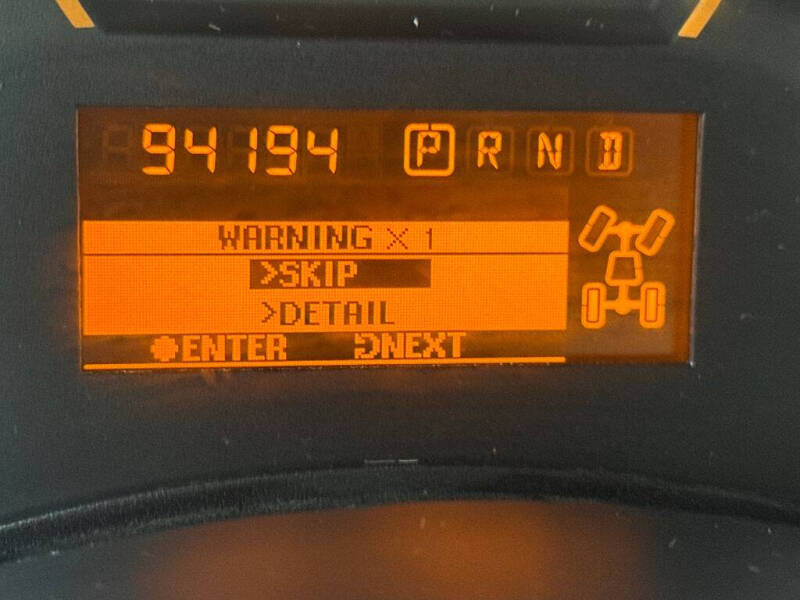 94194 P R N D
WARNING X 1
>SKIP
>DETAIL
ENTER NEXT